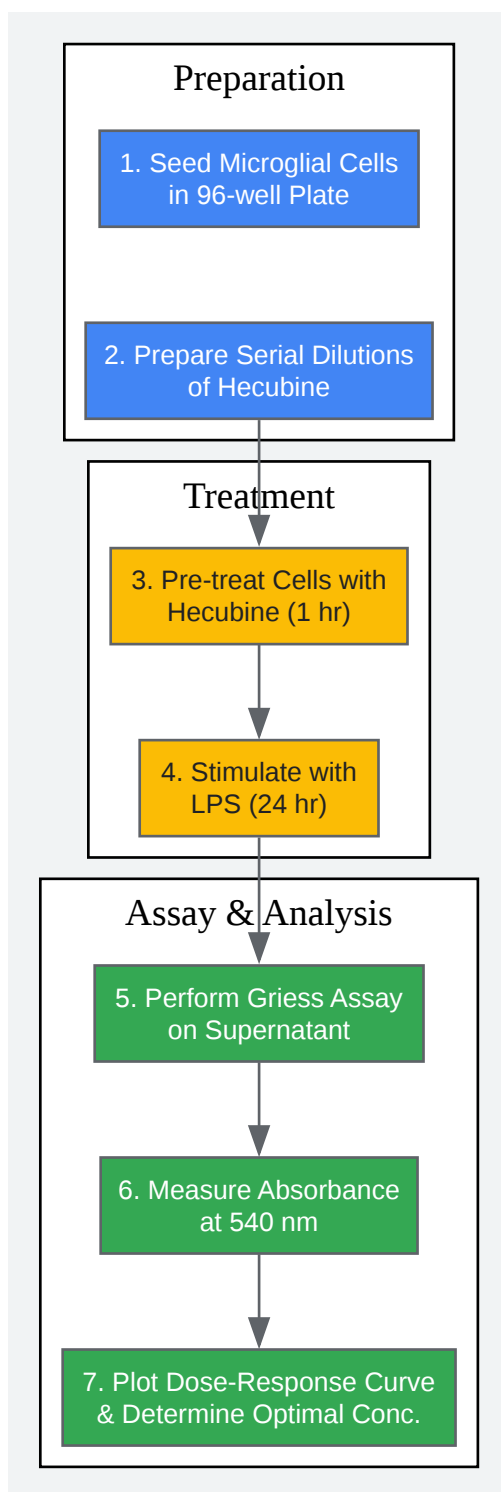 Preparation
1. Seed Microglial Cells
in 96-well Plate
2. Prepare Serial Dilutions
of Hecubine
Treatment
3. Pre-treat Cells with
Hecubine (1 hr)
4. Stimulate with
LPS (24 hr)
Assay & Analysis
5. Perform Griess Assay
on Supernatant
6. Measure Absorbance
at 540 nm
7. Plot Dose-Response Curve
& Determine Optimal Conc.